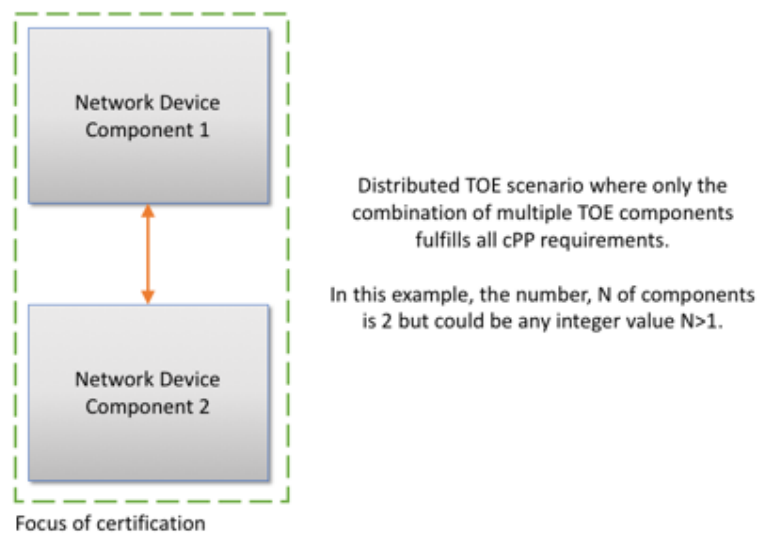 Network Device
Component 1
Distributed TOE scenario where only the
combination of multiple TOE components
fulfills all cPP requirements.
In this example, the number, N of components
is 2 but could be any integer value N>1.
Network Device
Component 2
Focus of certification